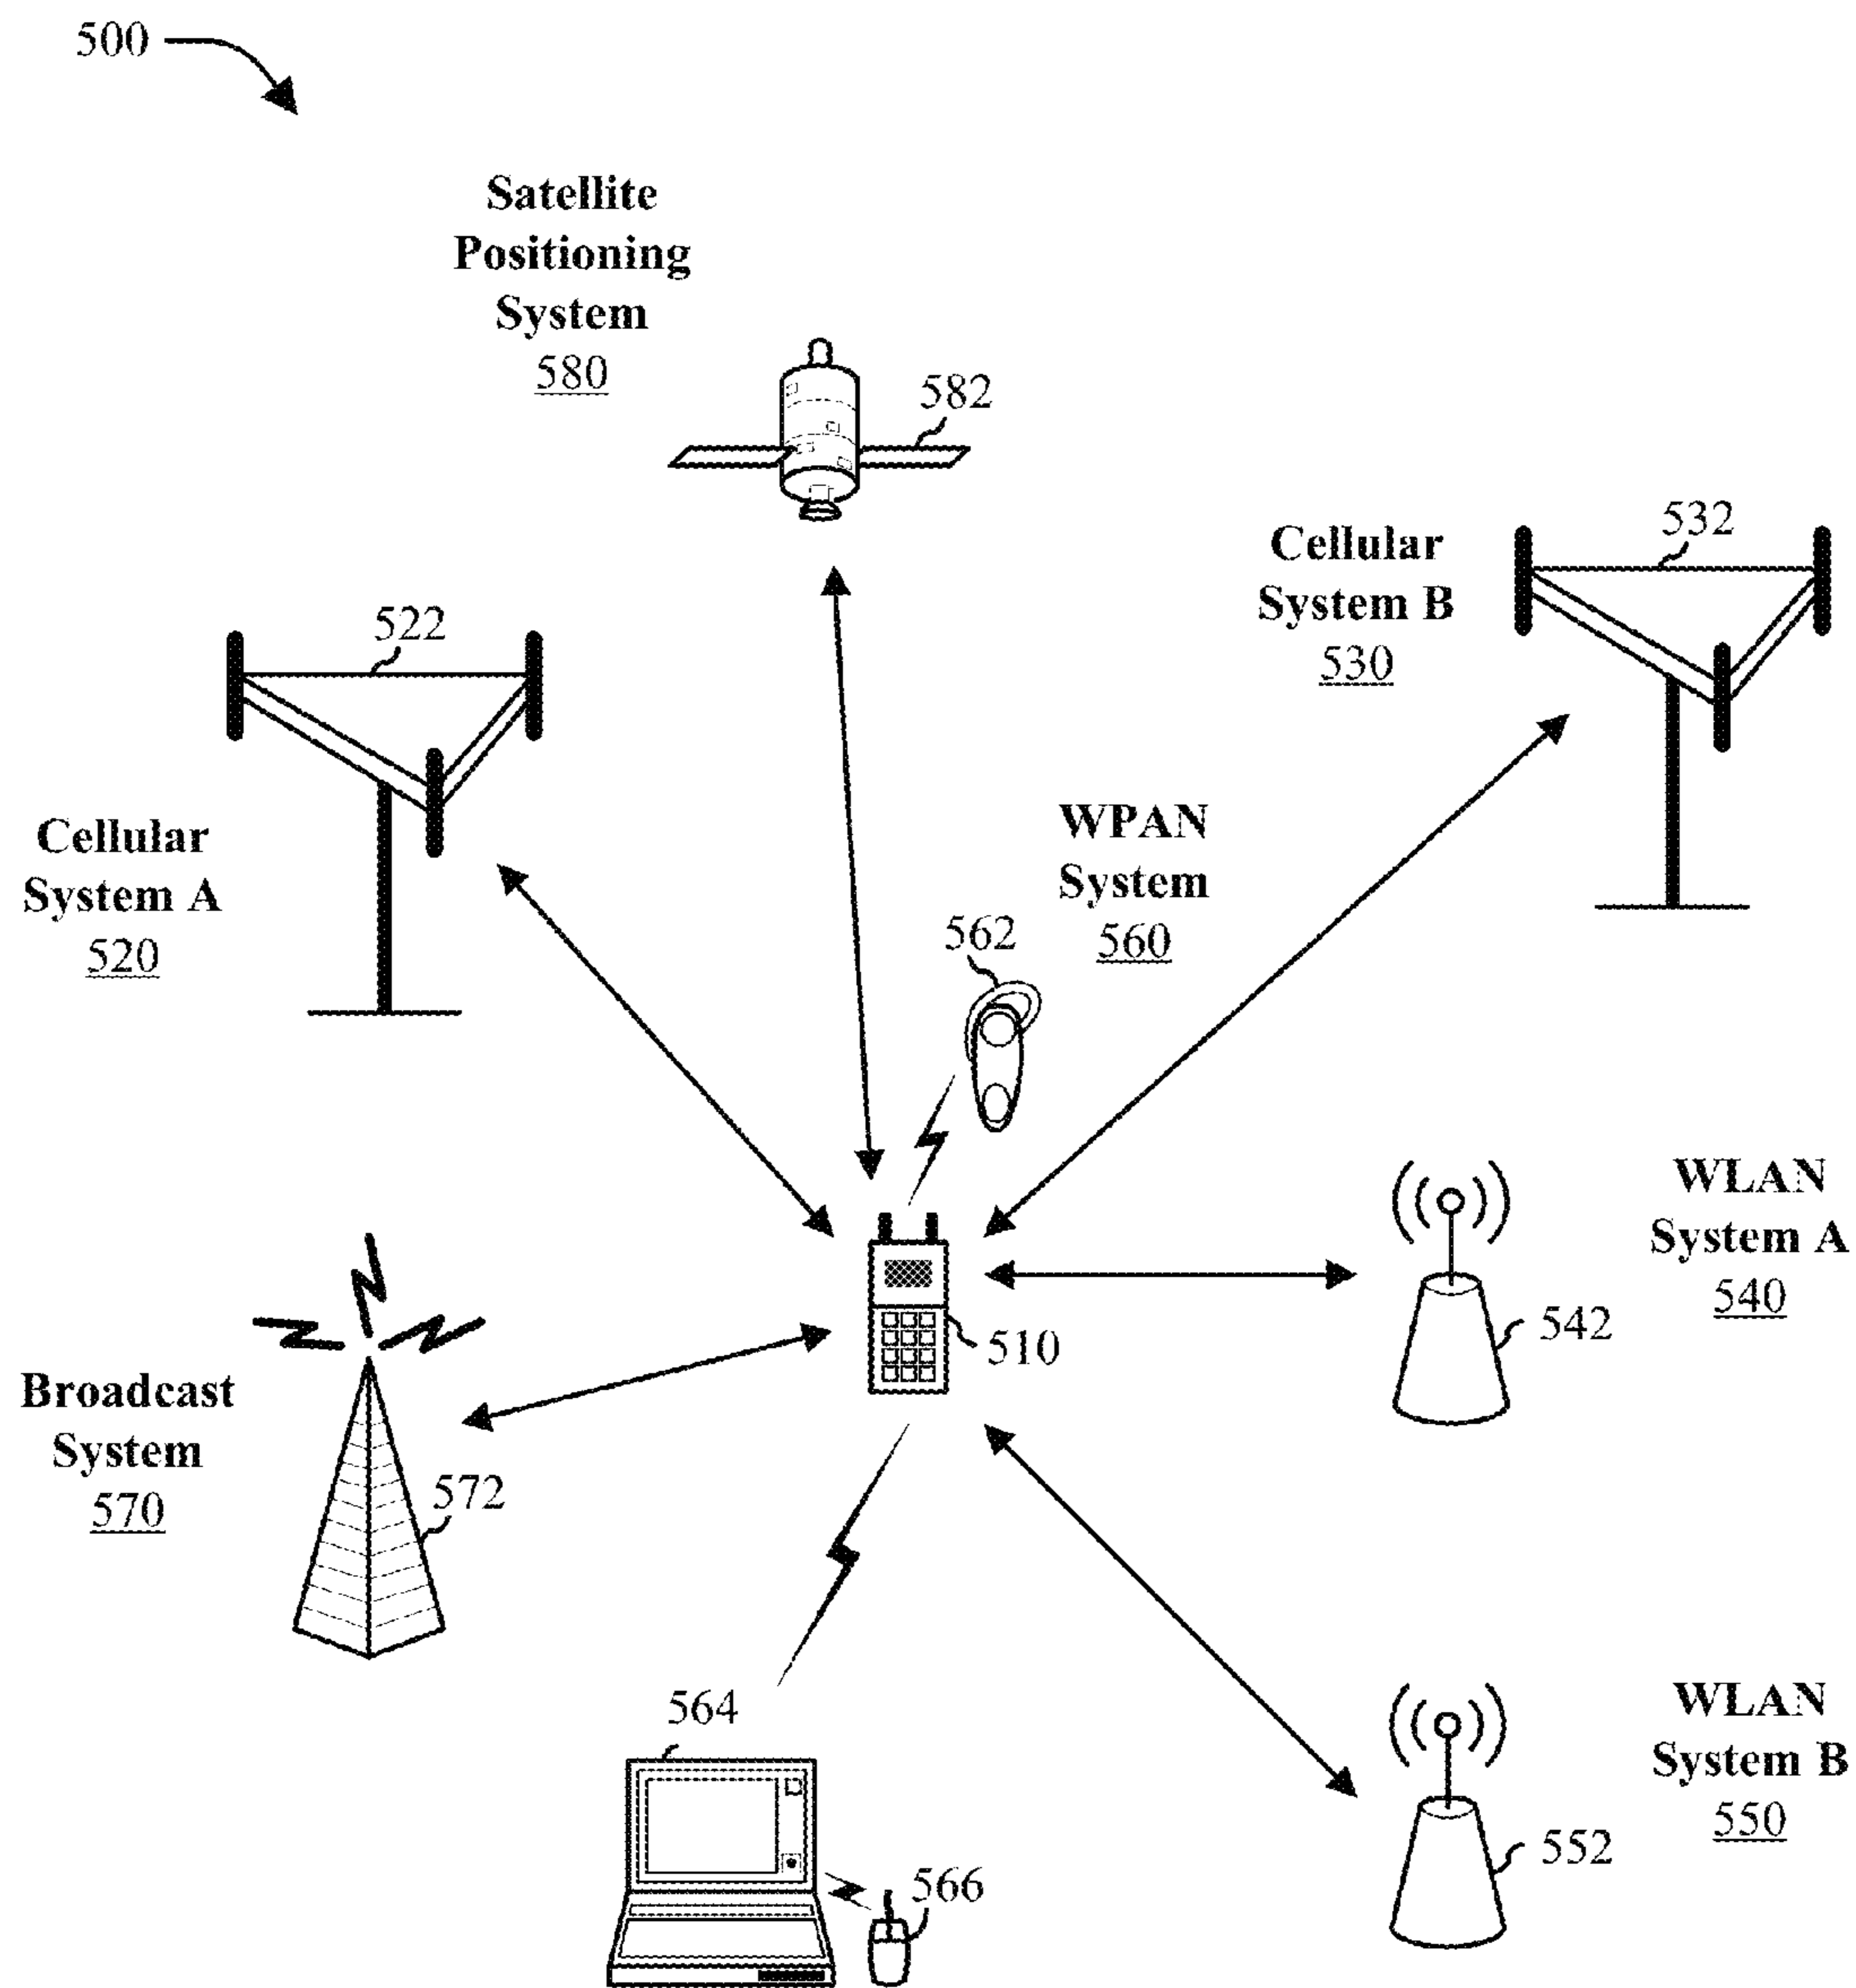 500
Satellite
Positioning
System
580
582
Cellular
System B
530
532
522
Cellular
System A
520
WPAN
System
560
562
WLAN
System A
540
542
510
Broadcast
System
570
572
564
566
WLAN
System B
550
552